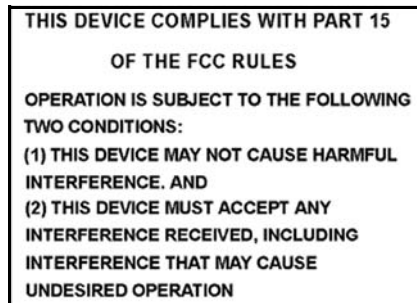 THIS DEVICE COMPLIES WITH PART 15
OF THE FCC RULES
OPERATION IS SUBJECT TO THE FOLLOWING
TWO CONDITIONS:
(1) THIS DEVICE MAY NOT CAUSE HARMFUL
INTERFERENCE. AND
(2) THIS DEVICE MUST ACCEPT ANY
INTERFERENCE RECEIVED, INCLUDING
INTERFERENCE THAT MAY CAUSE
UNDESIRED OPERATION